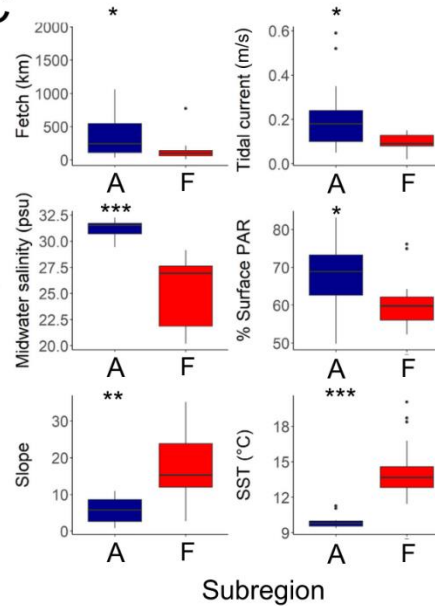 * *
Fetch (km) 2000 1500 1000 500 0 A F
Tidal current (m/s) 0.6 0.4 0.2 0.0 A F
*** *
Midwater salinity (psu) 32.5 30.0 27.5 25.0 22.5 20.0 A F
% Surface PAR 80 70 60 50 A F
** ***
Slope 30 20 10 0 A F
SST (°C) 18 15 12 9 A F
Subregion